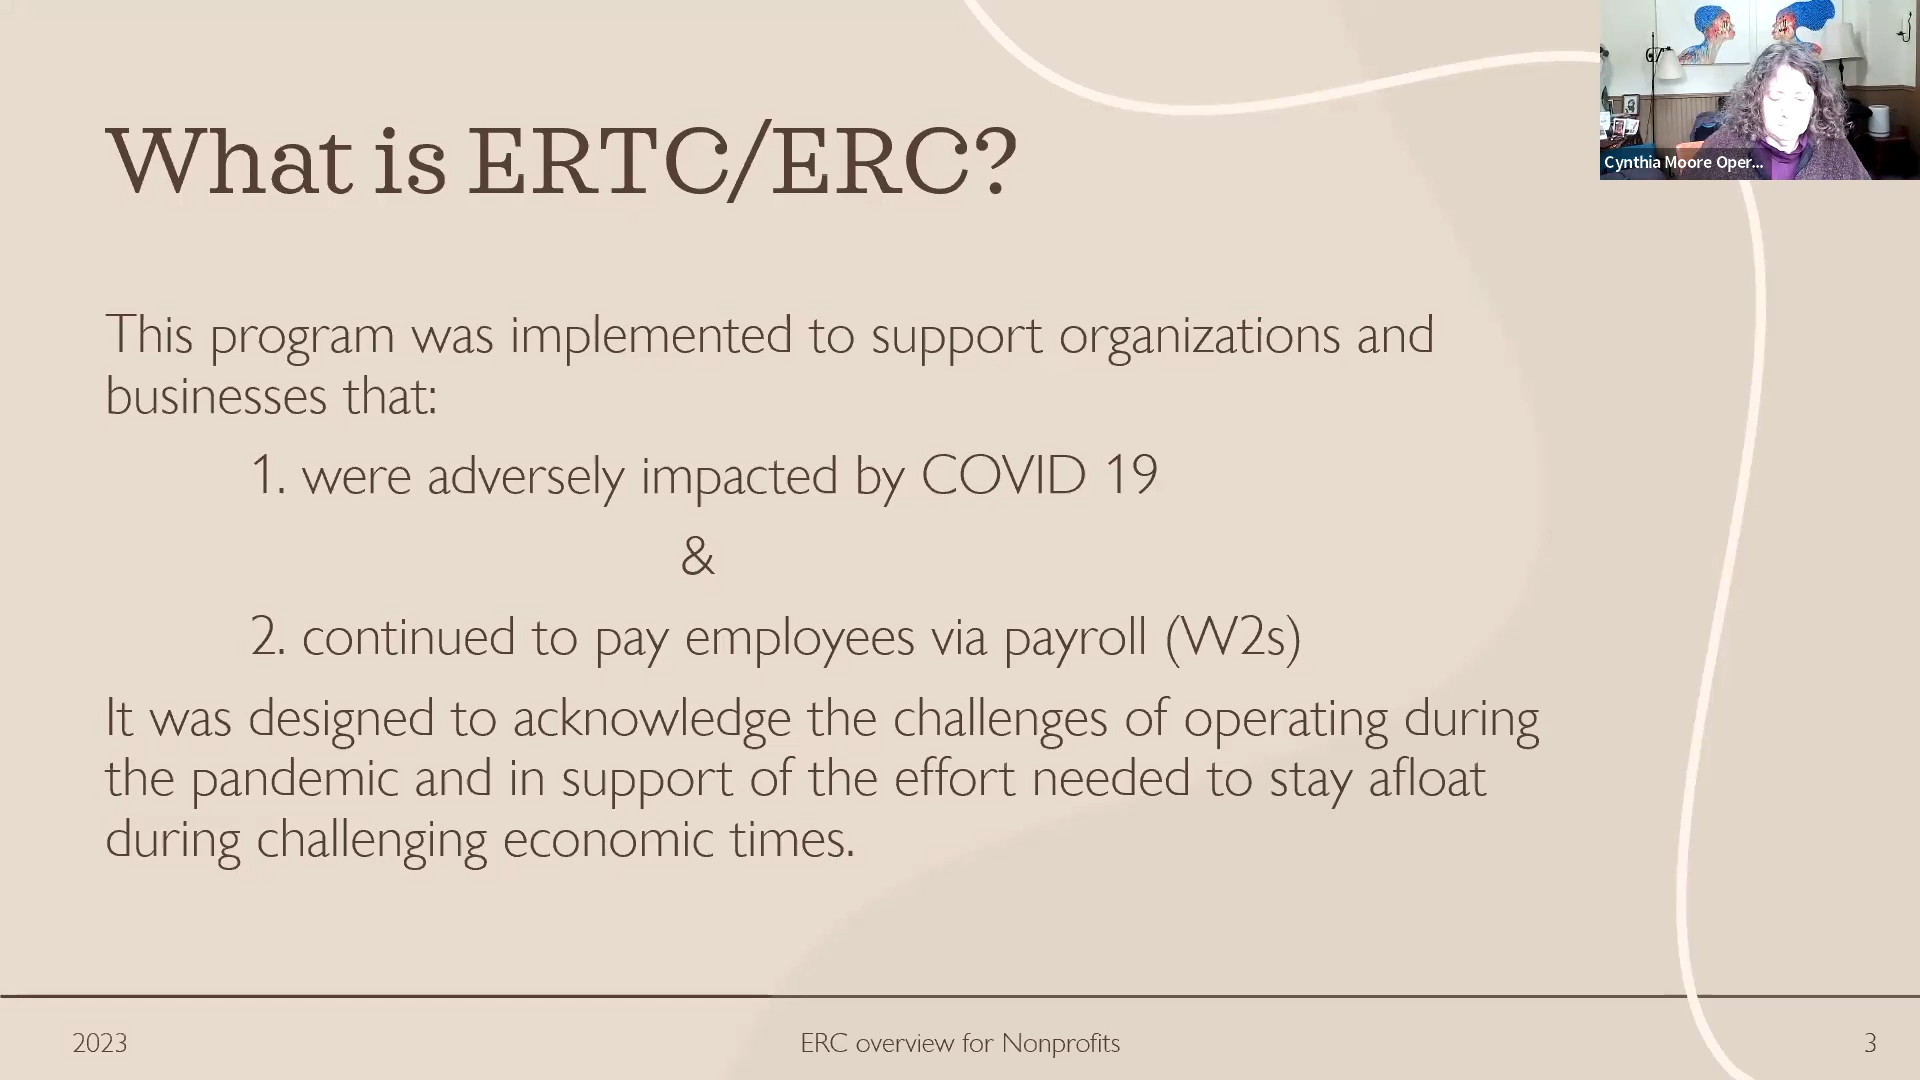 What is ERTC/ERC?
Cynthia Moore Oper...
This program was implemented to support organizations and
businesses that:
1. were adversely impacted by COVID 19
&
2. continued to pay employees via payroll (W2s)
It was designed to acknowledge the challenges of operating during
the pandemic and in support of the effort needed to stay afloat
during challenging economic times.
2023
ERC overview for Nonprofits
3